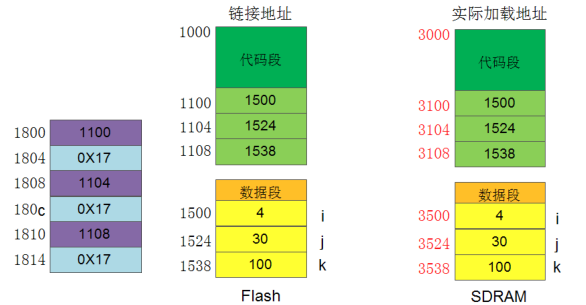 链接地址
实际加载地址
1000
代码段
3000
代码段
1100 1500
3100 1500
1104 1524
3104 1524
1108 1538
3108 1538
1800 1100
1804 0X17
1808 1104
180c 0X17
1810 1108
1814 0X17
数据段
数据段
1500 4 i
3500 4 i
1524 30 j
3524 30 j
1538 100 k
3538 100 k
Flash
SDRAM